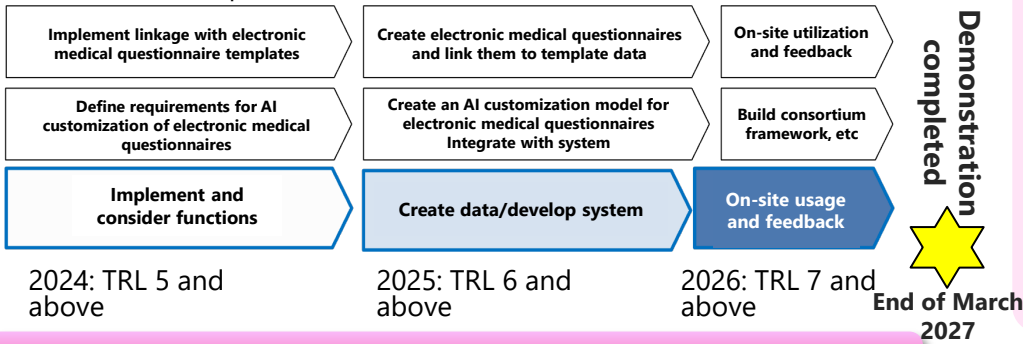 Implement linkage with electronic
medical questionnaire templates
Create electronic medical questionnaires
and link them to template data
On-site utilization
and feedback
Define requirements for AI
customization of electronic medical
questionnaires
Create an AI customization model for
electronic medical questionnaires
Integrate with system
Build consortium
framework, etc
Implement and
consider functions
Create data/develop system
On-site usage
and feedback
2024: TRL 5 and
above
2025: TRL 6 and
above
2026: TRL 7 and
above
Demonstration
completed
End of March
2027